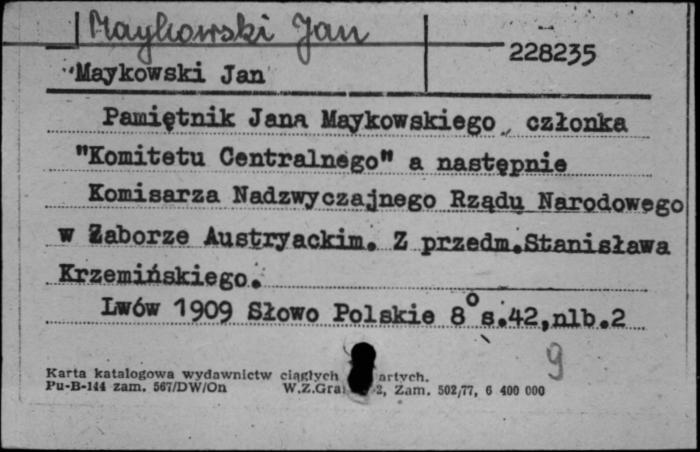 Maykowski Jan
228235
Maykowski Jan
Pamiętnik Jana Maykowskiego, członka
"Komitetu Centralnego" a następnie
Komisarza Nadzwyczajnego Rządu Narodowego
w Zaborze Austryackim. Z przedm.Stanisława
Krzemińskiego.
Lwów 1909 Słowo Polskie 8° s.42,nlb.2
9
Karta katalogowa wydawnictw ciągłych
Pu-B-144 zam. 567/DW/On W.Z.Graf. Zam. 502/77, 6 400 000